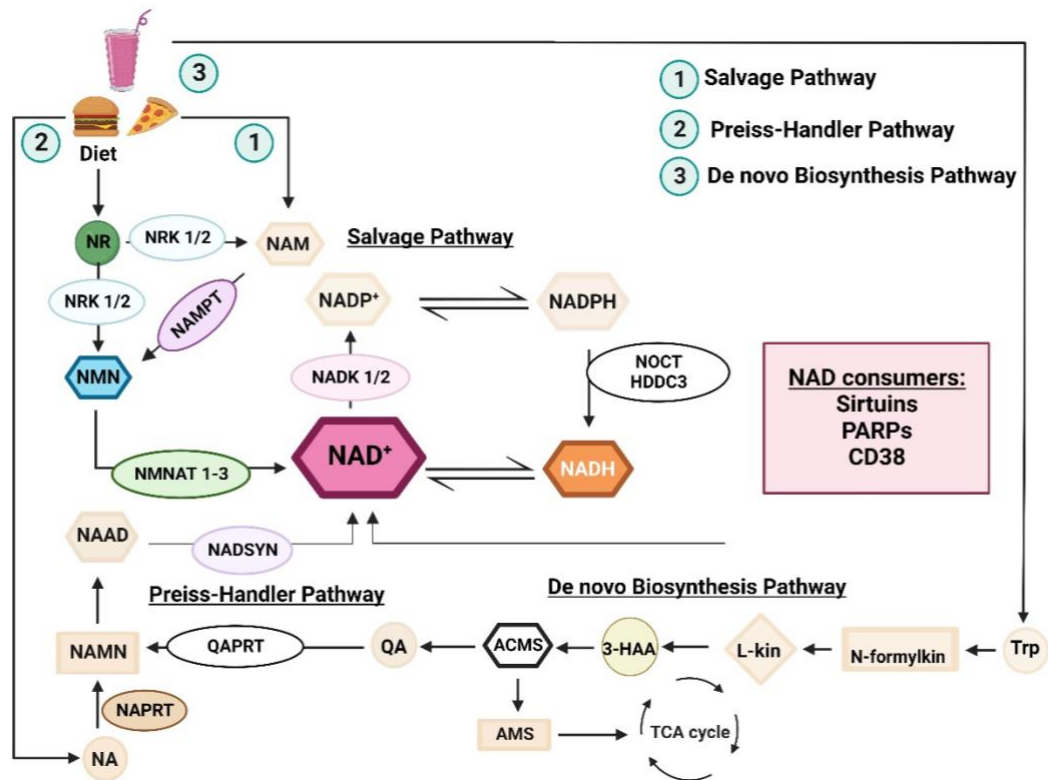 3
1 Salvage Pathway
2 Preiss-Handler Pathway
3 De novo Biosynthesis Pathway
2
1
Diet
NR
NRK 1/2
NAM
Salvage Pathway
NRK 1/2
NAMPT
NADP⁺
NADPH
NMN
NADK 1/2
NOCT
HDDC3
NAD consumers:
Sirtuins
PARPs
CD38
NMNAT 1-3
NAD⁺
NADH
NAAD
NADSYN
Preiss-Handler Pathway
De novo Biosynthesis Pathway
NAMN
QAPRT
QA
ACMS
3-HAA
L-kin
N-formylkin
Trp
NAPRT
AMS
TCA cycle
NA